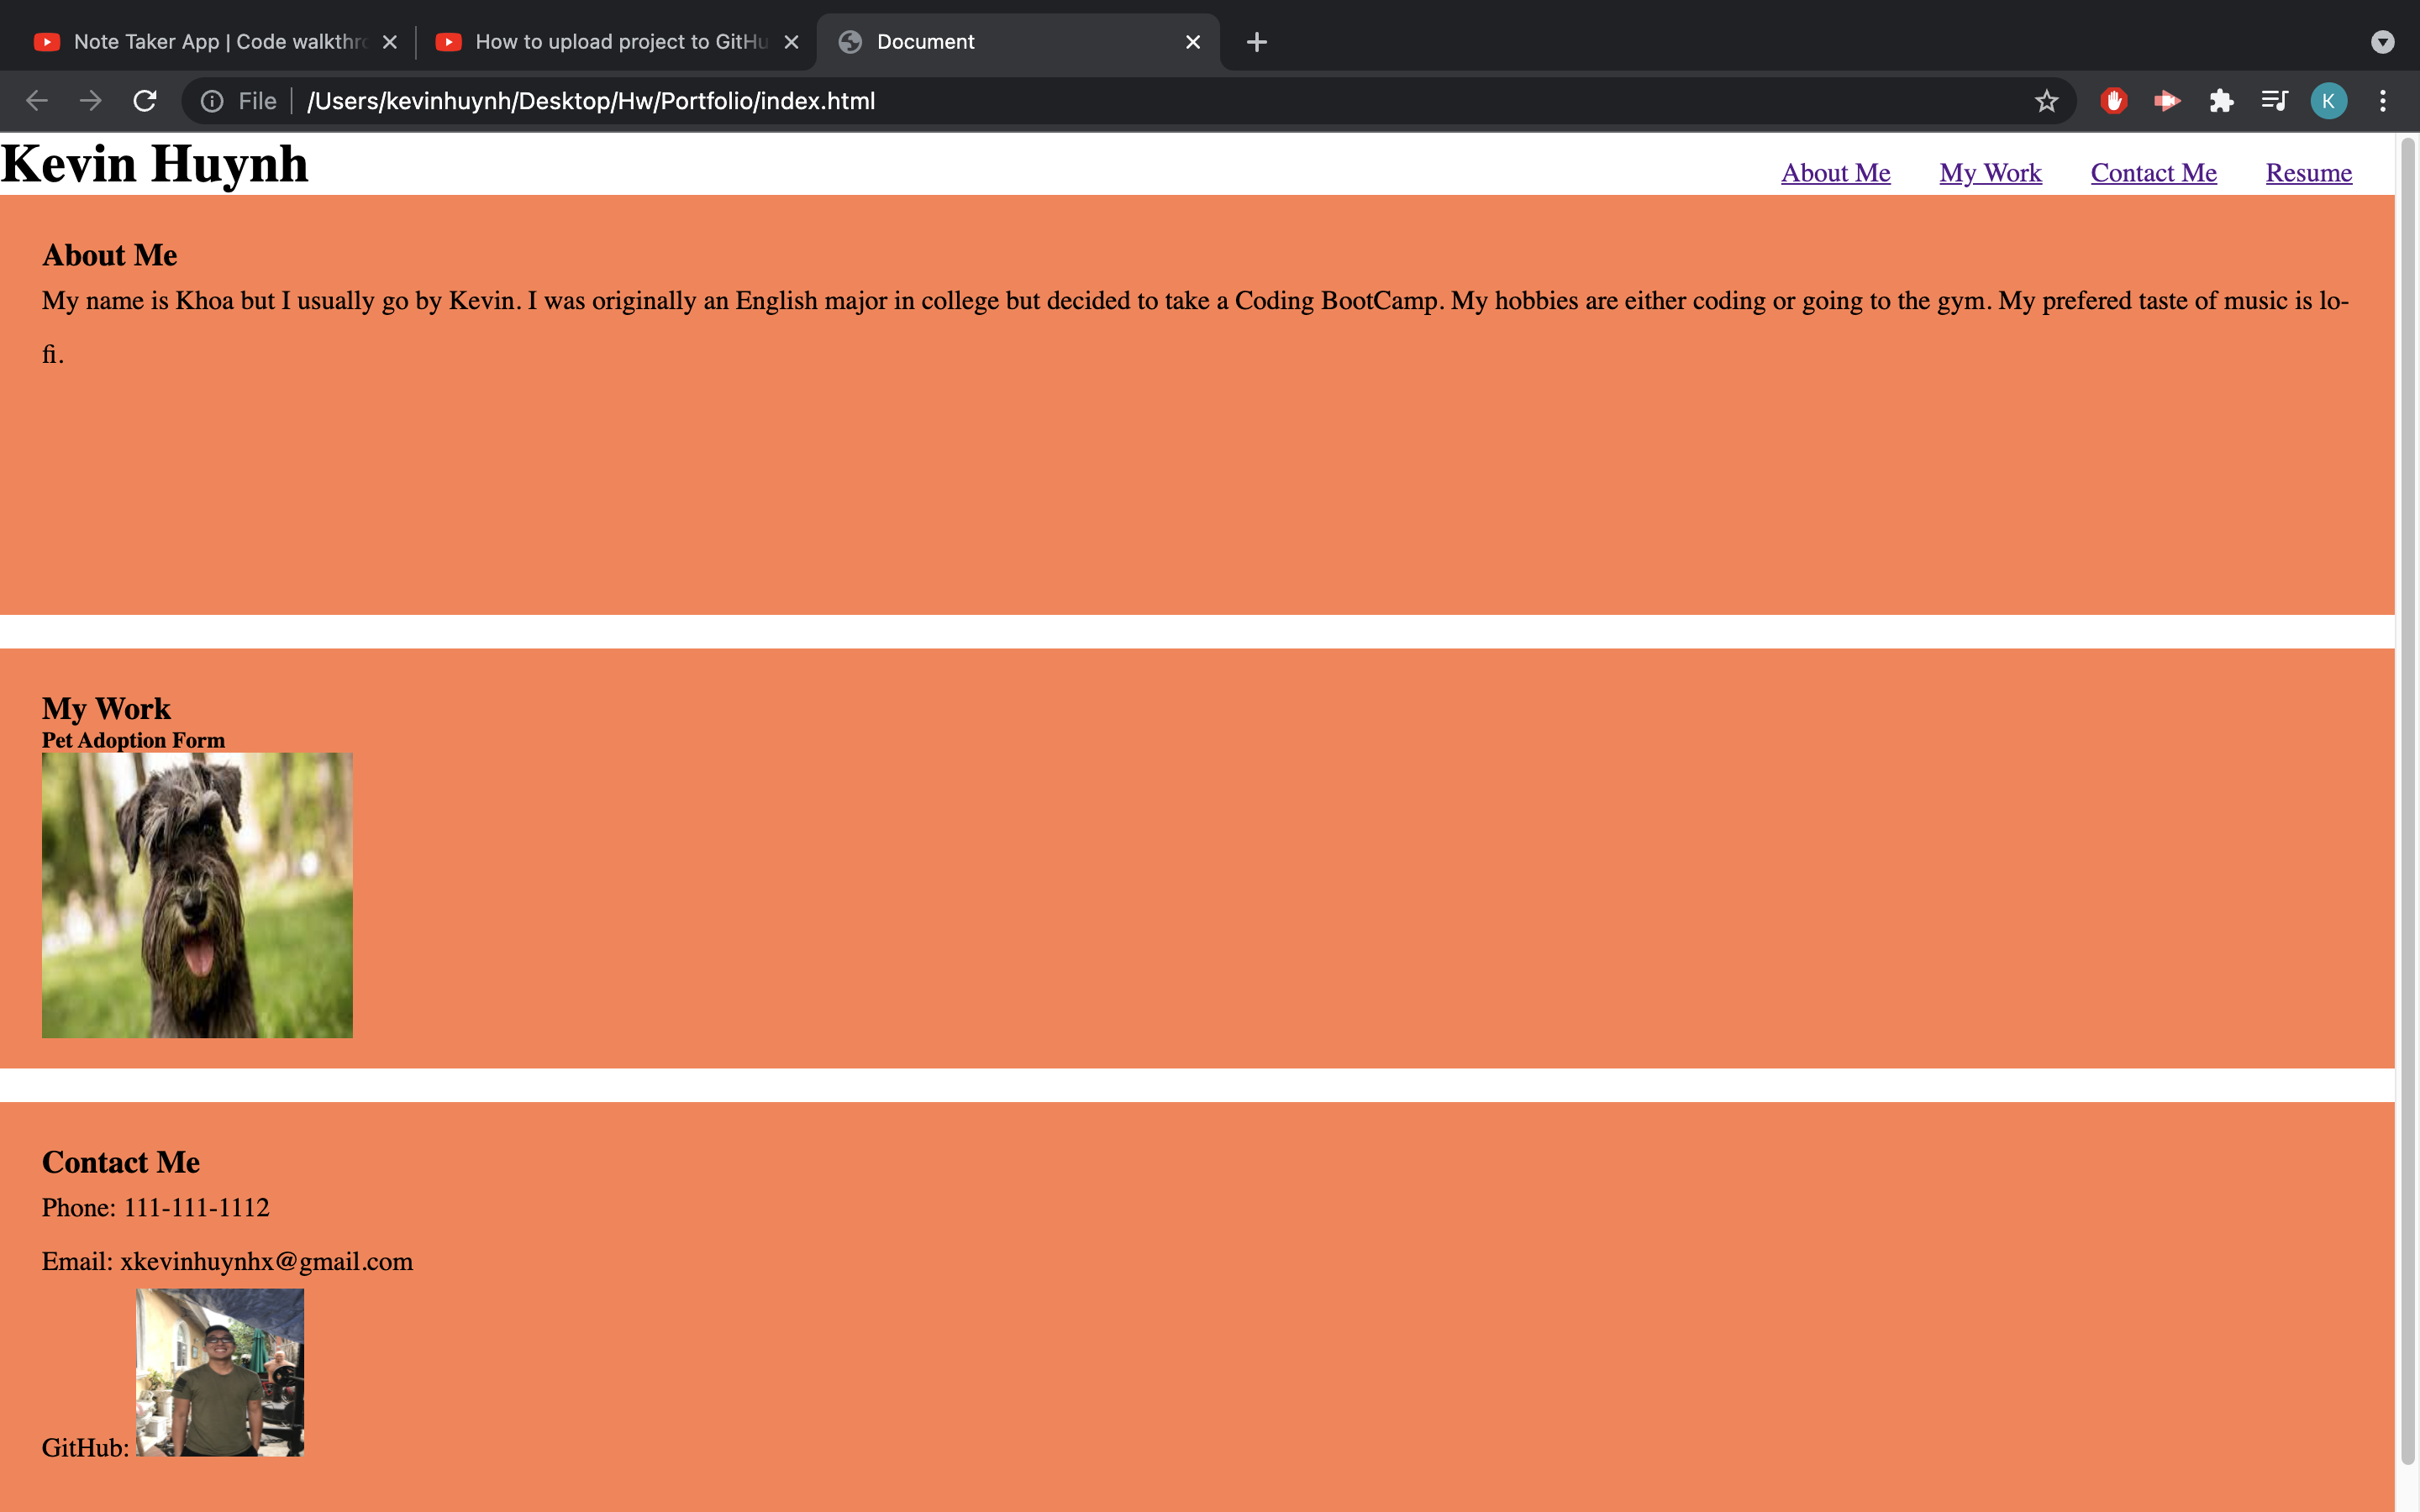 Note Taker App | Code walkthr
How to upload project to GitHu
Document
File
/Users/kevinhuynh/Desktop/Hw/Portfolio/index.html
K
Kevin Huynh
About Me
My Work
Contact Me
Resume
About Me
My name is Khoa but I usually go by Kevin. I was originally an English major in college but decided to take a Coding BootCamp. My hobbies are either coding or going to the gym. My prefered taste of music is lo-
fi.
My Work
Pet Adoption Form
Contact Me
Phone: 111-111-1112
Email: xkevinhuynhx@gmail.com
GitHub: